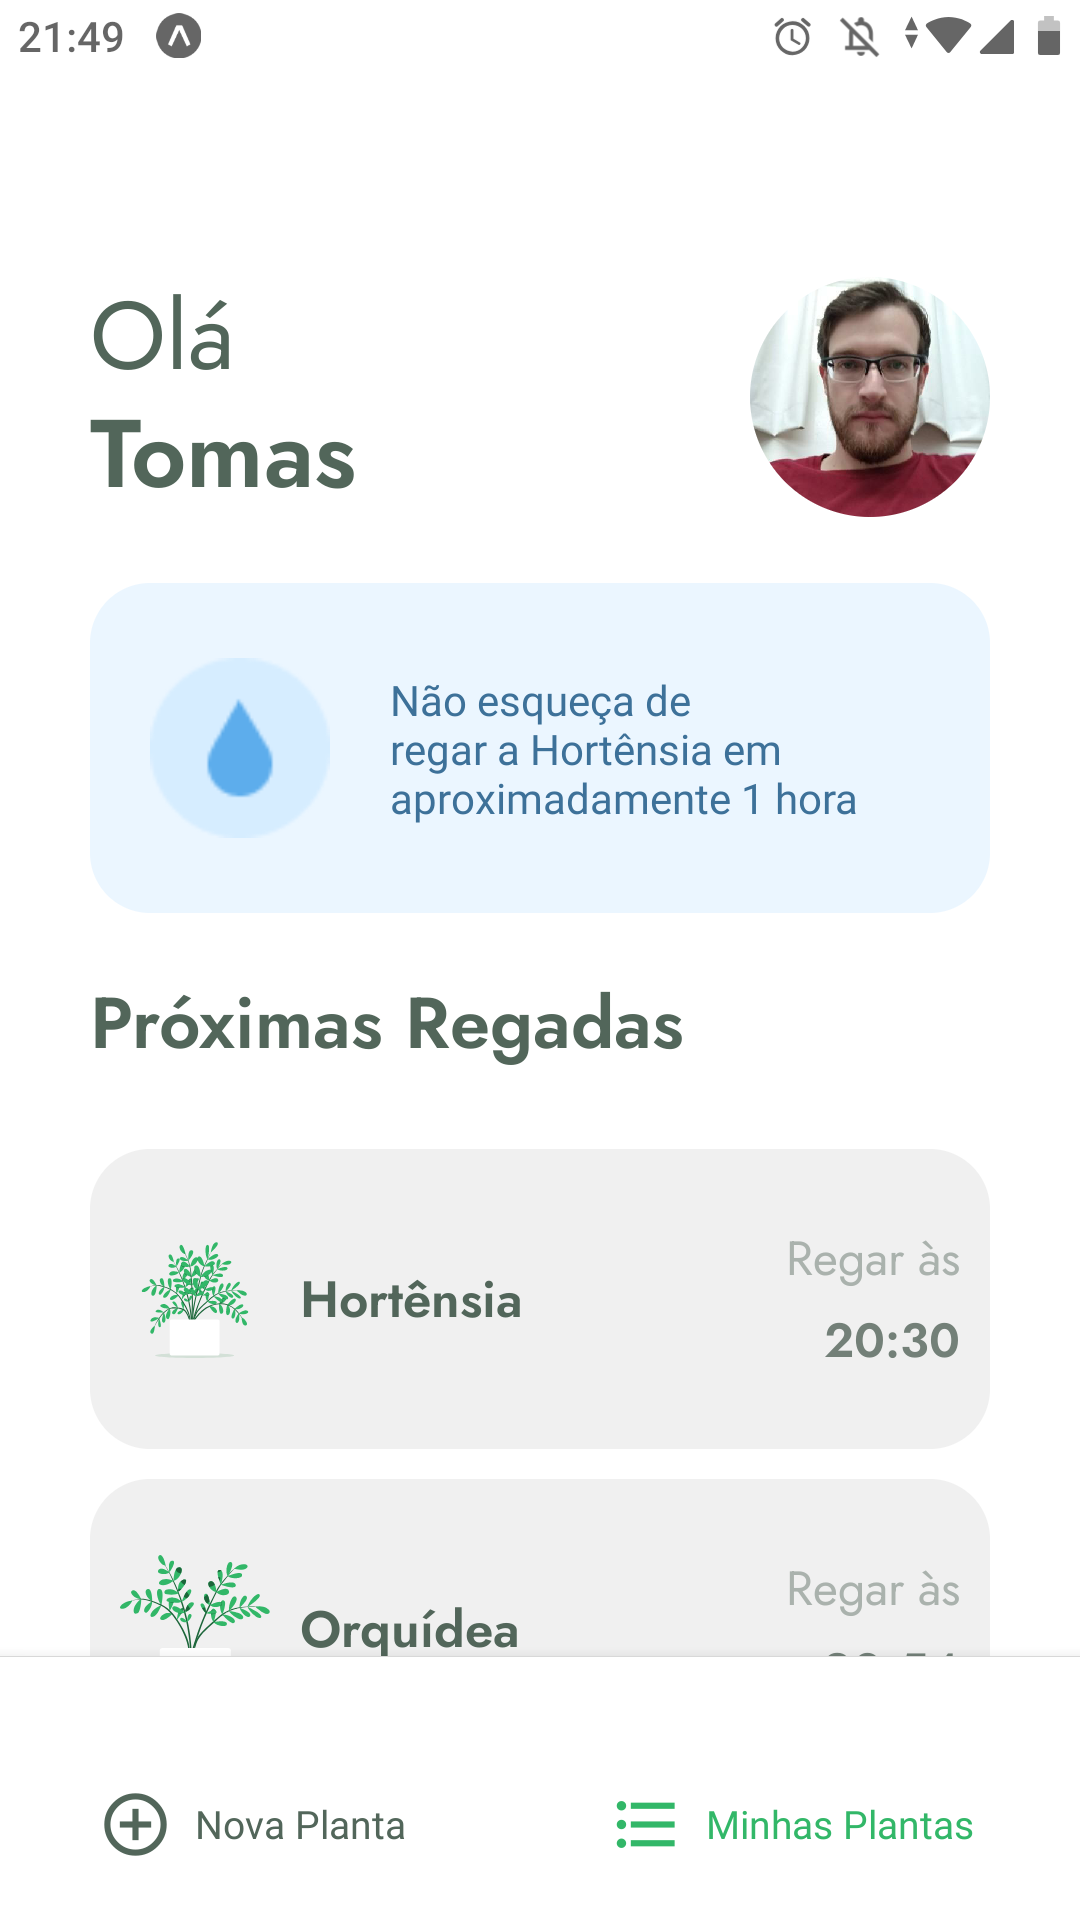 21:49
Olá
Tomas
Não esqueça de
regar a Hortênsia em
aproximadamente 1 hora
Próximas Regadas
Hortênsia
Regar às
20:30
Orquídea
Regar às
Nova Planta
Minhas Plantas